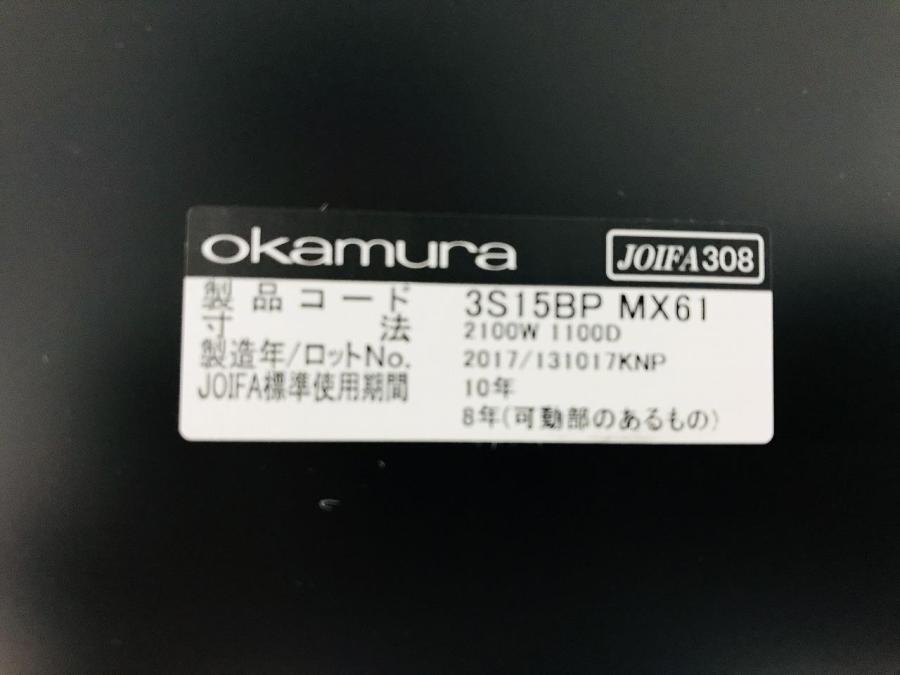 okamura JOIFA308
製品コード 3S15BP MX61
寸法 2100W 1100D
製造年/ロットNo. 2017/131017KNP
JOIFA標準使用期間 10年
8年(可動部のあるもの)